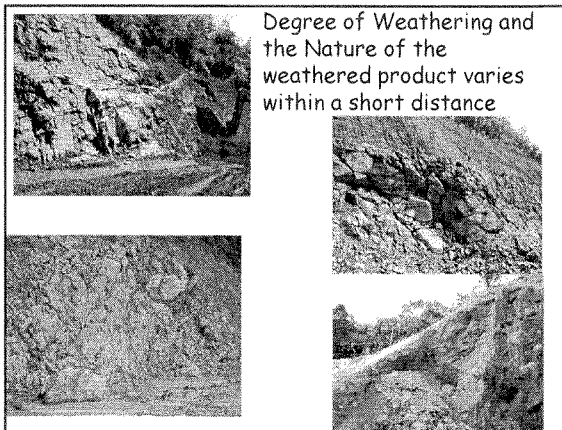 Degree of Weathering and
the Nature of the
weathered product varies
within a short distance